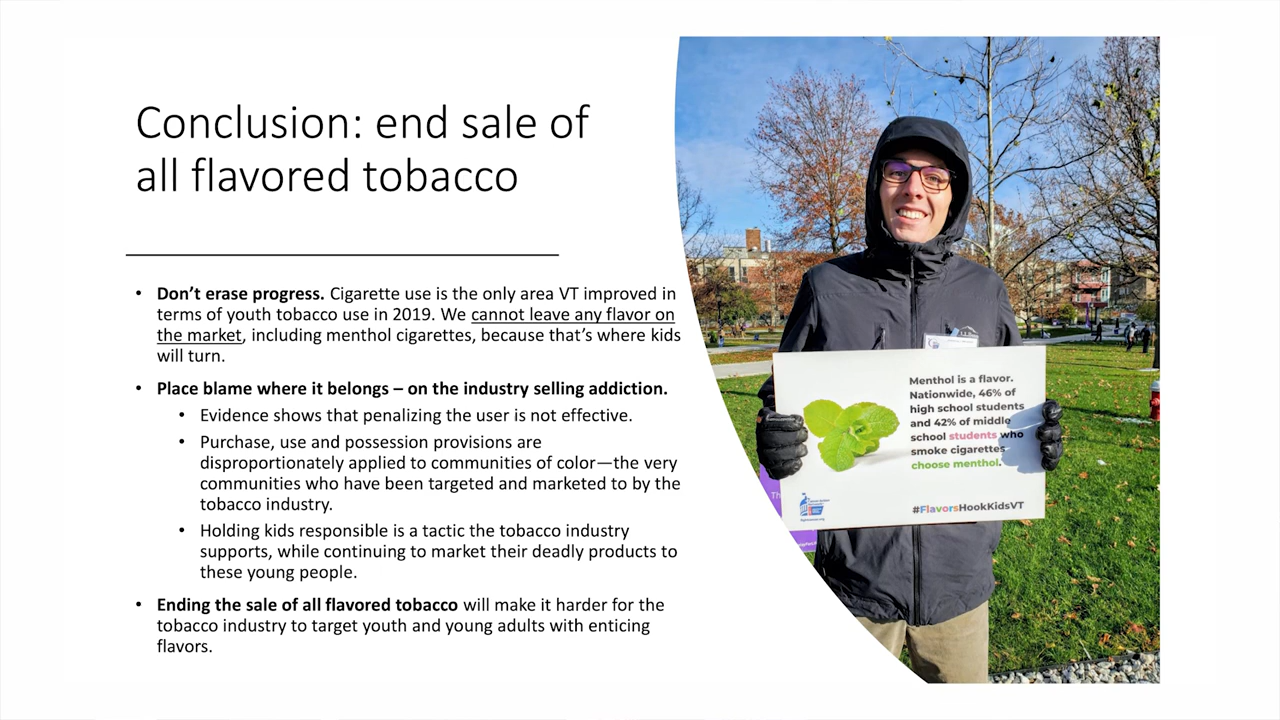 Conclusion: end sale of
all flavored tobacco
• Don’t erase progress. Cigarette use is the only area VT improved in
terms of youth tobacco use in 2019. We cannot leave any flavor on
the market, including menthol cigarettes, because that’s where kids
will turn.
• Place blame where it belongs – on the industry selling addiction.
• Evidence shows that penalizing the user is not effective.
• Purchase, use and possession provisions are
disproportionately applied to communities of color—the very
communities who have been targeted and marketed to by the
tobacco industry.
• Holding kids responsible is a tactic the tobacco industry
supports, while continuing to market their deadly products to
these young people.
• Ending the sale of all flavored tobacco will make it harder for the
tobacco industry to target youth and young adults with enticing
flavors.
Menthol is a flavor.
Nationwide, 46% of
high school students
and 42% of middle
school students who
smoke cigarettes
choose menthol.
#FlavorsHookKidsVT